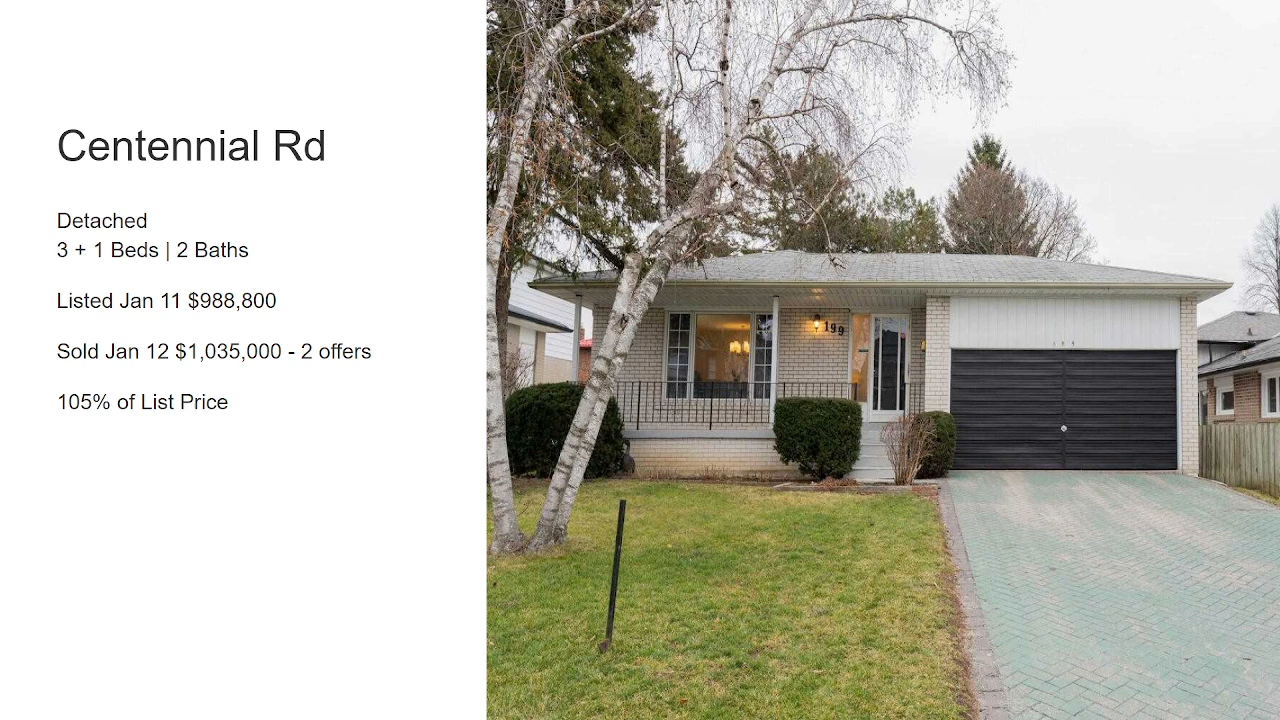 Centennial Rd
Detached
3 + 1 Beds | 2 Baths
Listed Jan 11 $988,800
Sold Jan 12 $1,035,000 - 2 offers
105% of List Price
199